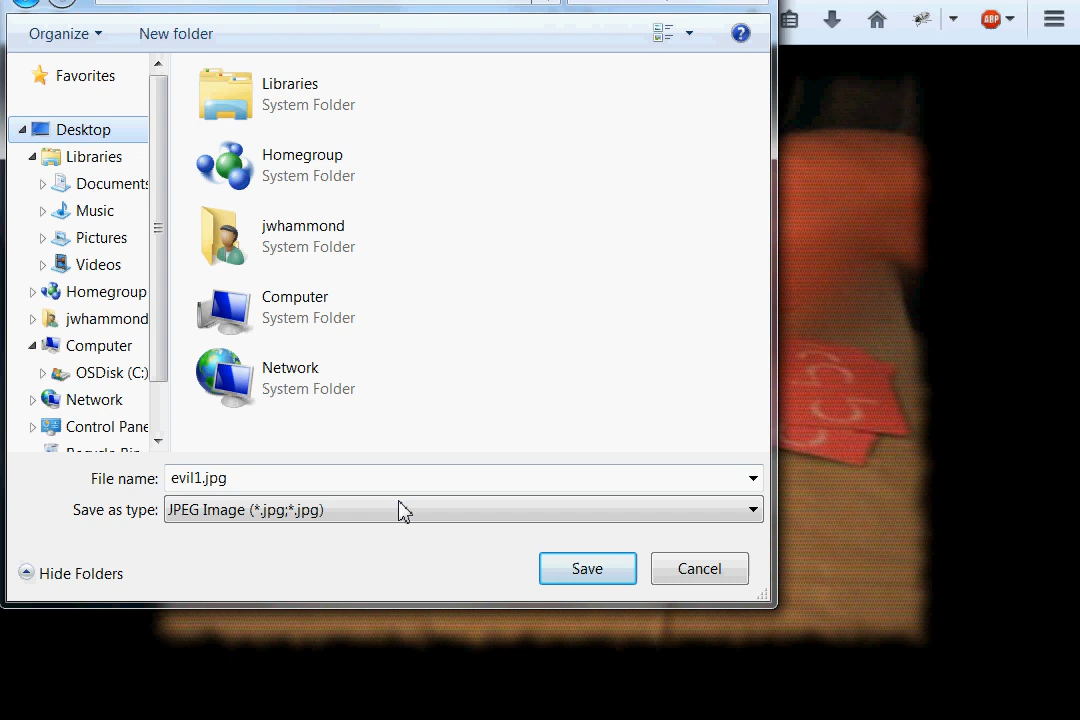 Organize
New folder
ABP
Favorites
Desktop
Libraries
Documents
Music
Pictures
Videos
Homegroup
jwhammond
Computer
OSDisk (C:)
Network
Control Pane
Libraries
System Folder
Homegroup
System Folder
jwhammond
System Folder
Computer
System Folder
Network
System Folder
File name: evil1.jpg
Save as type: JPEG Image (*.jpg;*.jpg)
Hide Folders
Save
Cancel